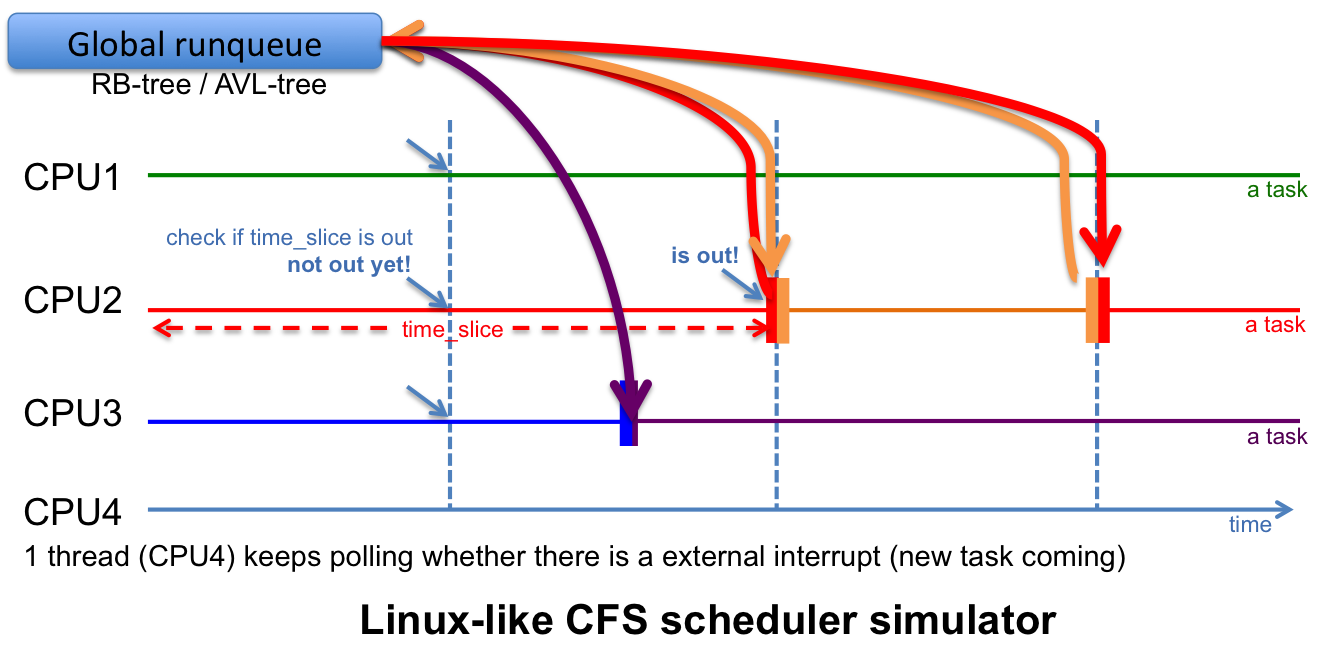 Global runqueue
RB-tree / AVL-tree
CPU1
a task
check if time_slice is out
not out yet!
is out!
CPU2
time_slice
a task
CPU3
a task
CPU4
time
1 thread (CPU4) keeps polling whether there is a external interrupt (new task coming)
Linux-like CFS scheduler simulator